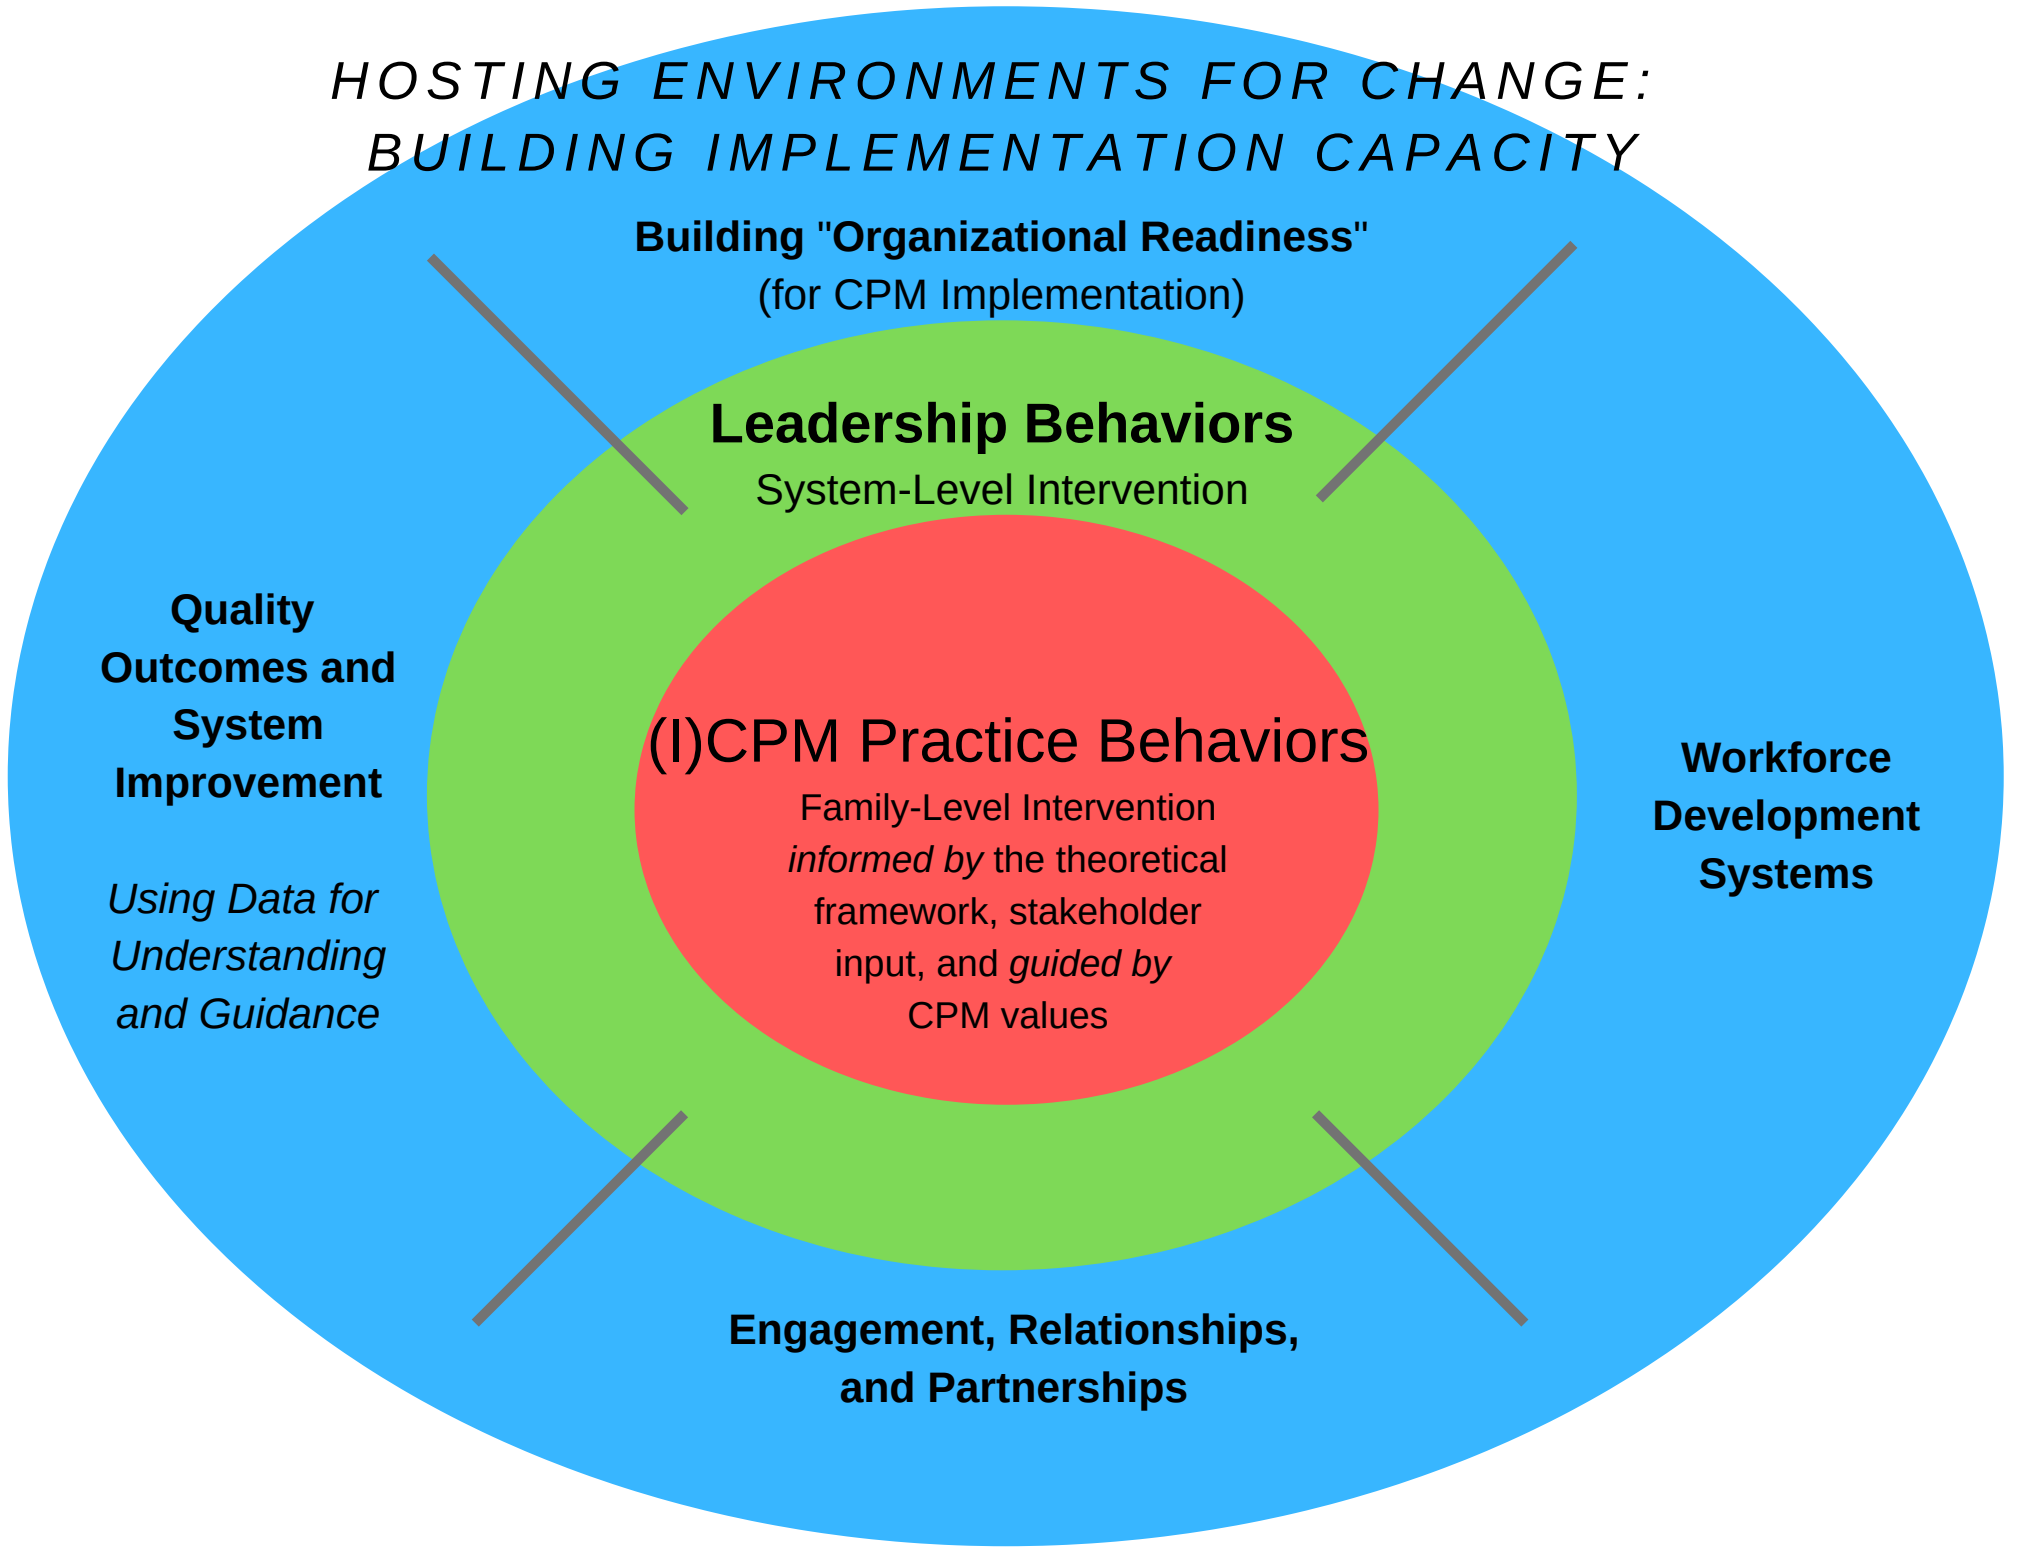 HOSTING ENVIRONMENTS FOR CHANGE:
BUILDING IMPLEMENTATION CAPACITY
Building "Organizational Readiness"
(for CPM Implementation)
Leadership Behaviors
System-Level Intervention
Quality
Outcomes and
System
Improvement
Using Data for
Understanding
and Guidance
(I)CPM Practice Behaviors
Family-Level Intervention
informed by the theoretical
framework, stakeholder
input, and guided by
CPM values
Workforce
Development
Systems
Engagement, Relationships,
and Partnerships